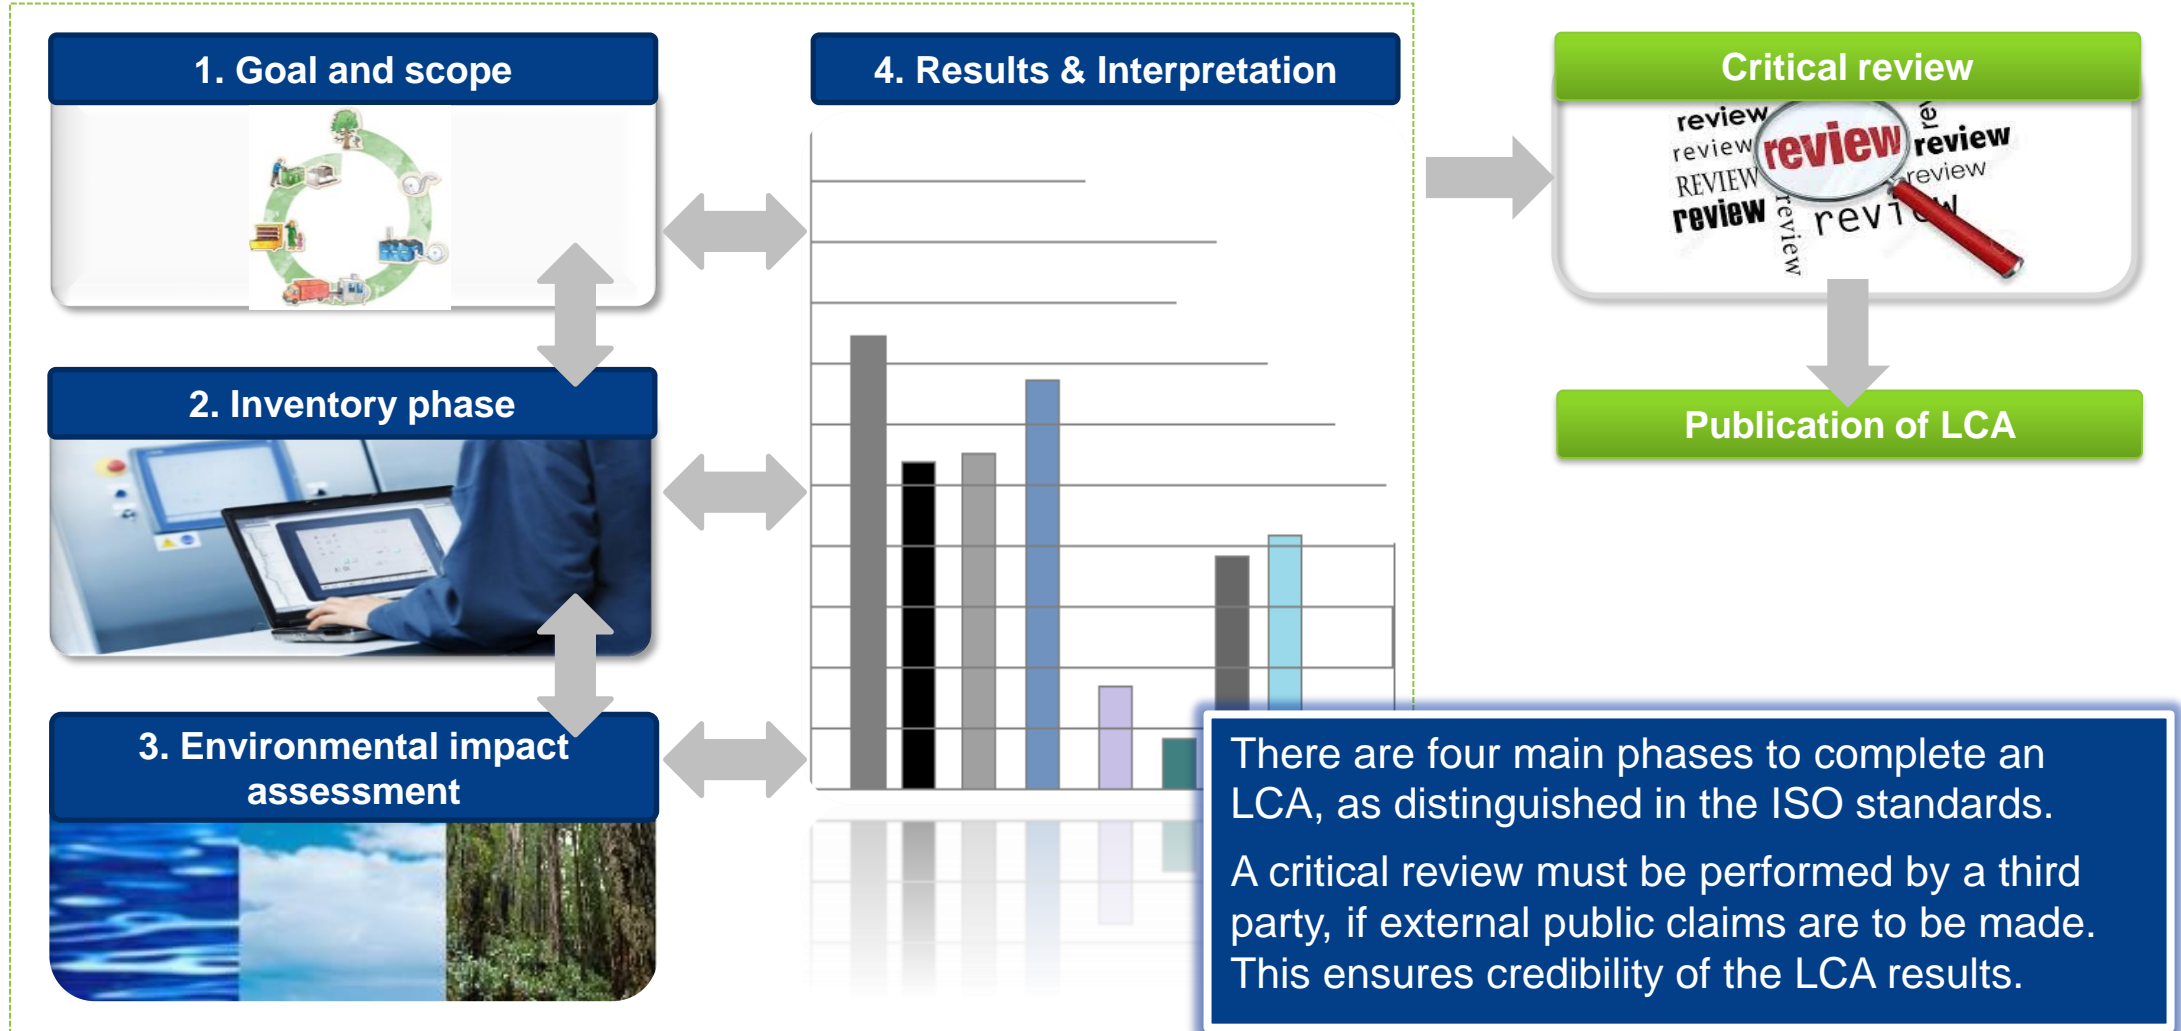 1. Goal and scope
2. Inventory phase
3. Environmental impact
assessment
4. Results & Interpretation
Critical review
review
review
REVIEW
review
review
review
review
review
review
Publication of LCA
There are four main phases to complete an
LCA, as distinguished in the ISO standards.
A critical review must be performed by a third
party, if external public claims are to be made.
This ensures credibility of the LCA results.